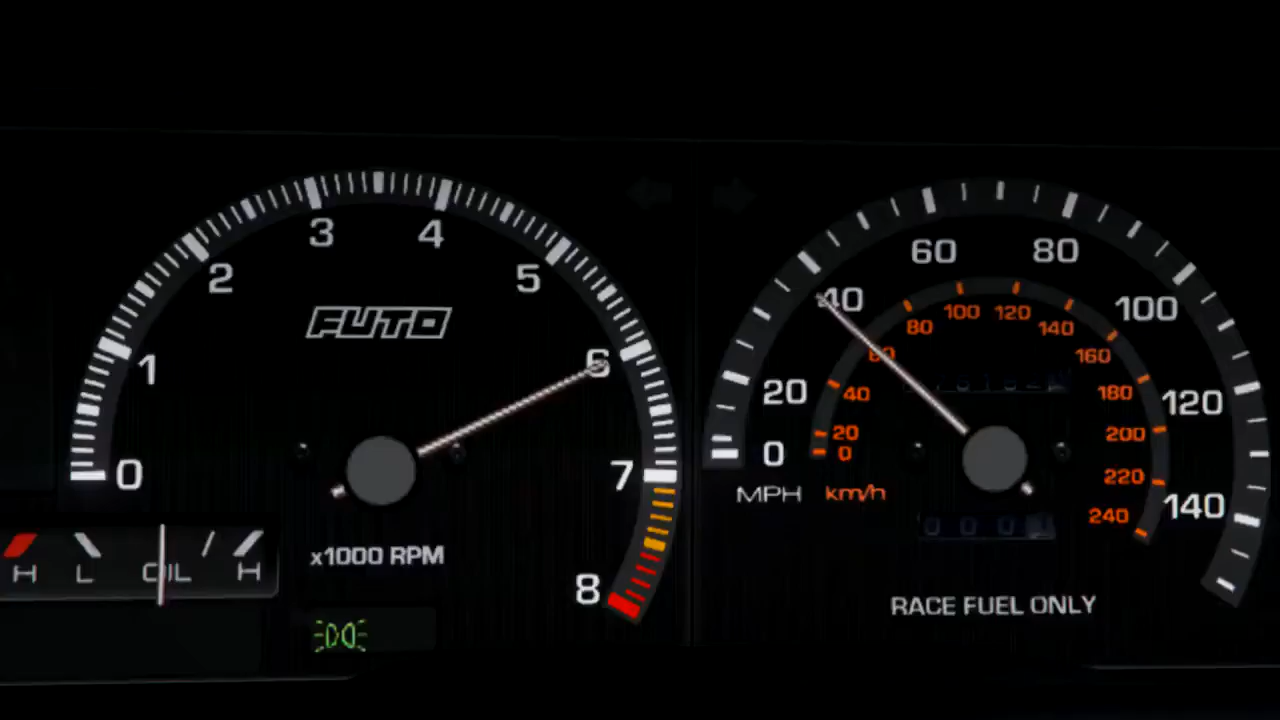 0 1 2 3 4 5 6 7 8
FUTO
x1000 RPM
H L OIL H
0 20 40 60 80 100 120 140
MPH
0 20 40 60 80 100 120 140 160 180 200 220 240
km/h
RACE FUEL ONLY